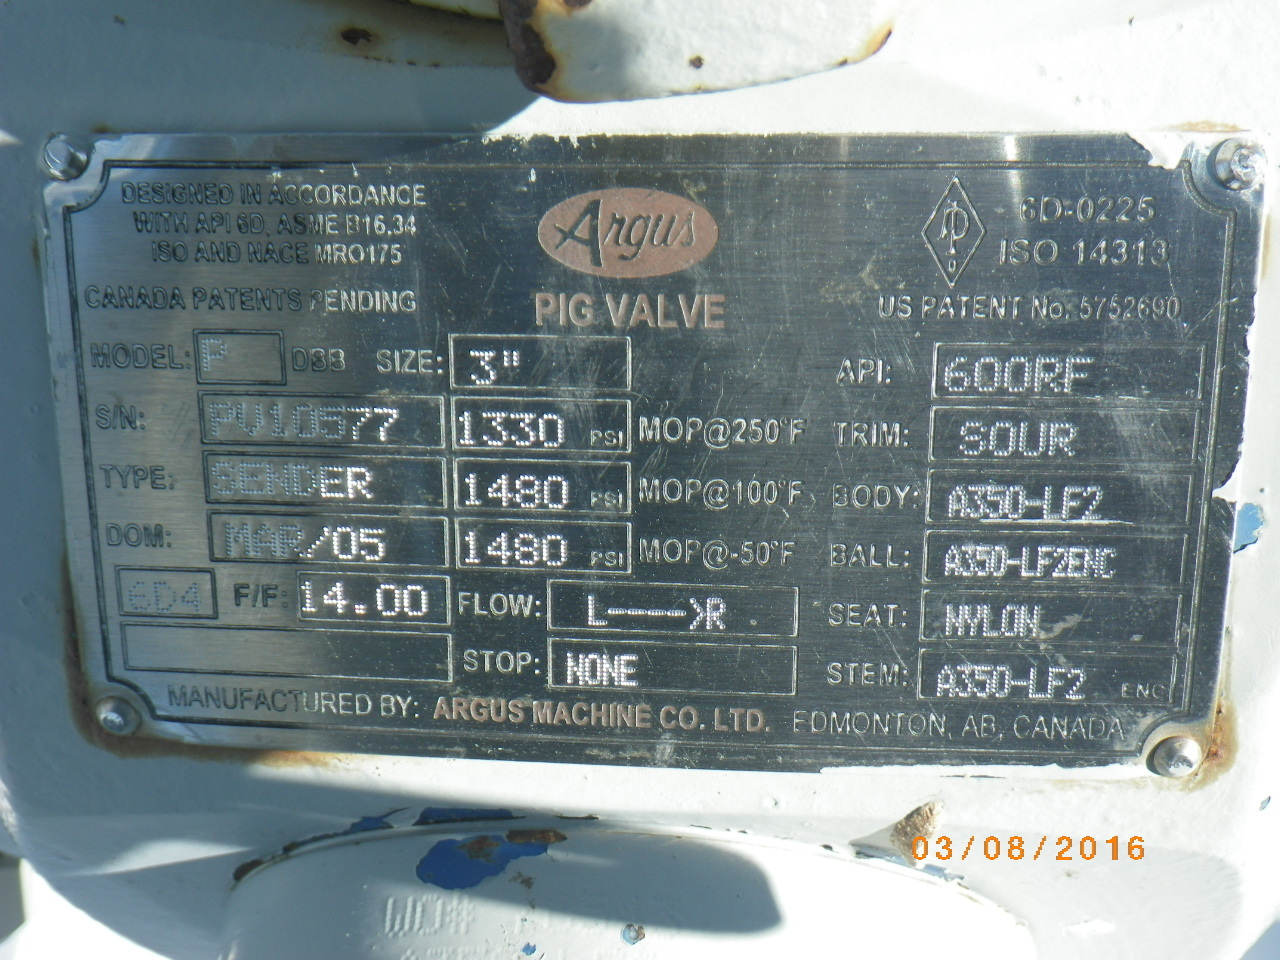 DESIGNED IN ACCORDANCE
WITH API 6D, ASME B16.34
ISO AND NACE MRO175
CANADA PATENTS PENDING
Argus
PIG VALVE
6D-0225
ISO 14313
US PATENT No. 5752690
MODEL: P DBB SIZE: 3" API: 600RF
S/N: PV10577 1330 PSI MOP@250°F TRIM: SOUR
TYPE: SENDER 1480 PSI MOP@100°F BODY: A350-LF2
DOM: MAR/05 1480 PSI MOP@-50°F BALL: A350-LF2ENC
6D4 F/F: 14.00 FLOW: L---->R SEAT: NYLON
STOP: NONE STEM: A350-LF2 ENC
MANUFACTURED BY: ARGUS MACHINE CO. LTD. EDMONTON, AB, CANADA
03/08/2016
WO#